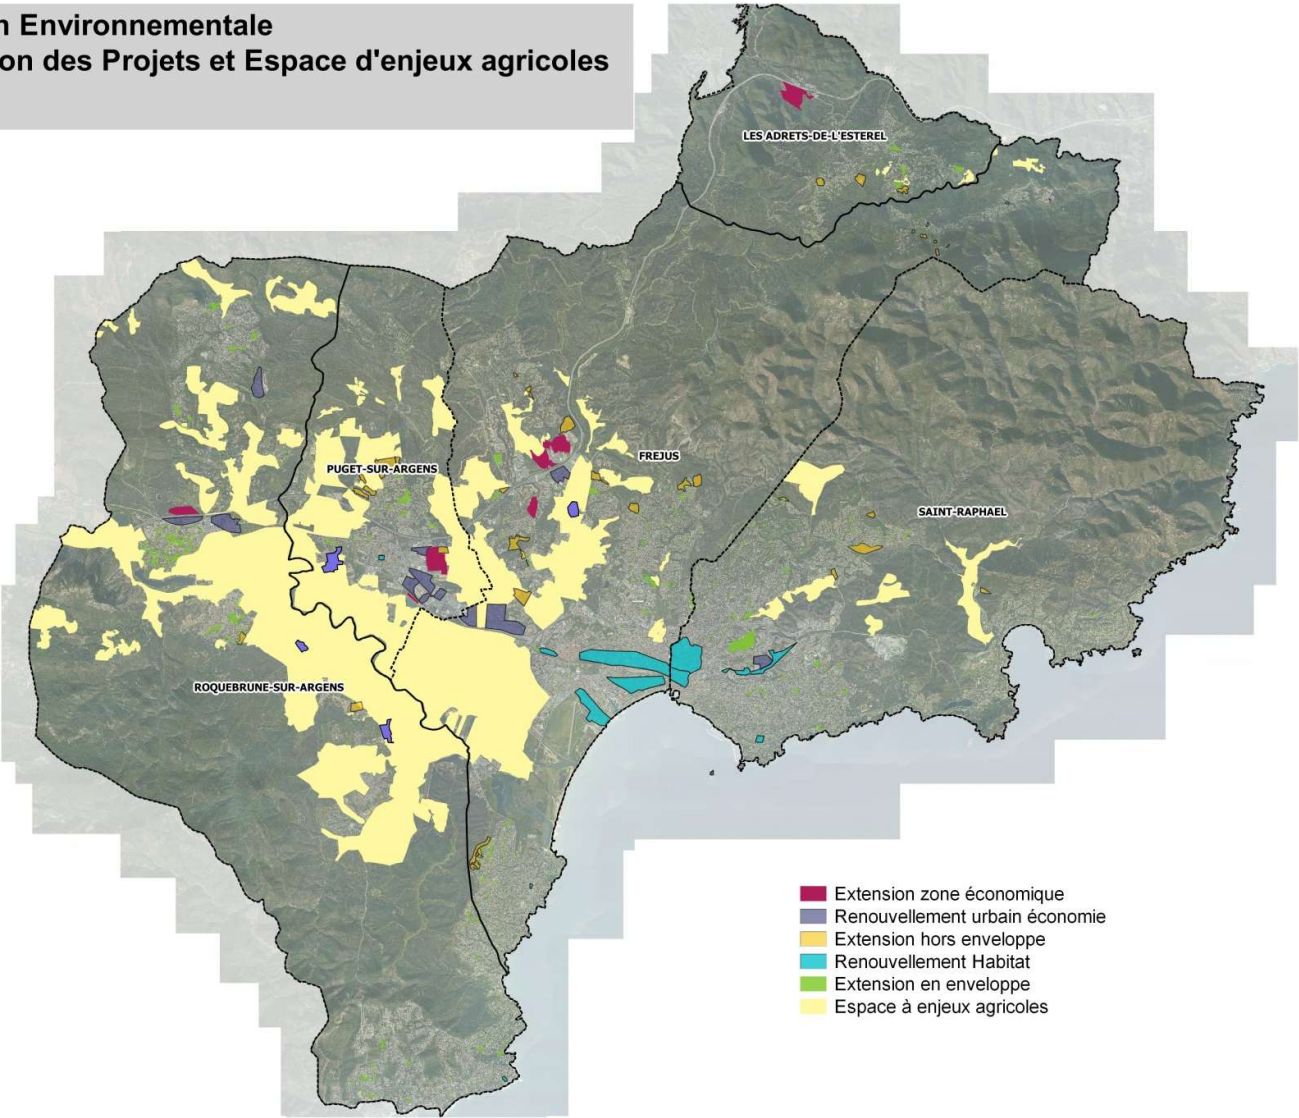 n Environnementale
on des Projets et Espace d'enjeux agricoles
LES ADRETS-DE-L'ESTEREL
PUGET-SUR-ARGENS
FREJUS
SAINT-RAPHAEL
ROQUEBRUNE-SUR-ARGENS
Extension zone économique
Renouvellement urbain économie
Extension hors enveloppe
Renouvellement Habitat
Extension en enveloppe
Espace à enjeux agricoles